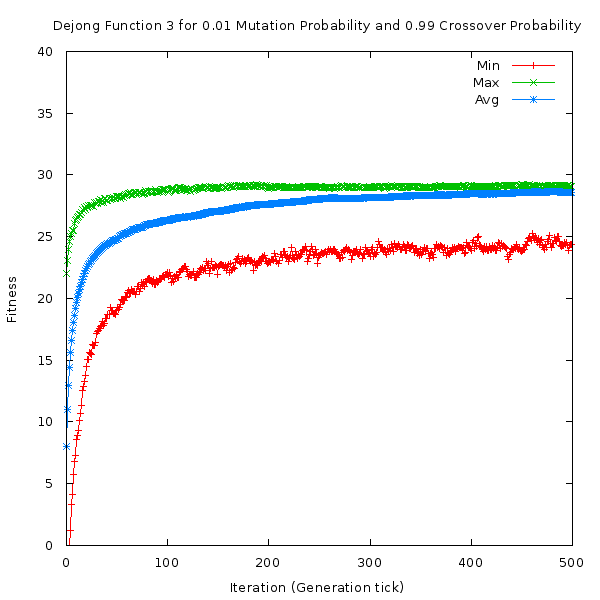 Dejong Function 3 for 0.01 Mutation Probability and 0.99 Crossover Probability
40
35
30
25
20
15
10
5
0
Min
Max
Avg
Fitness
0 100 200 300 400 500
Iteration (Generation tick)